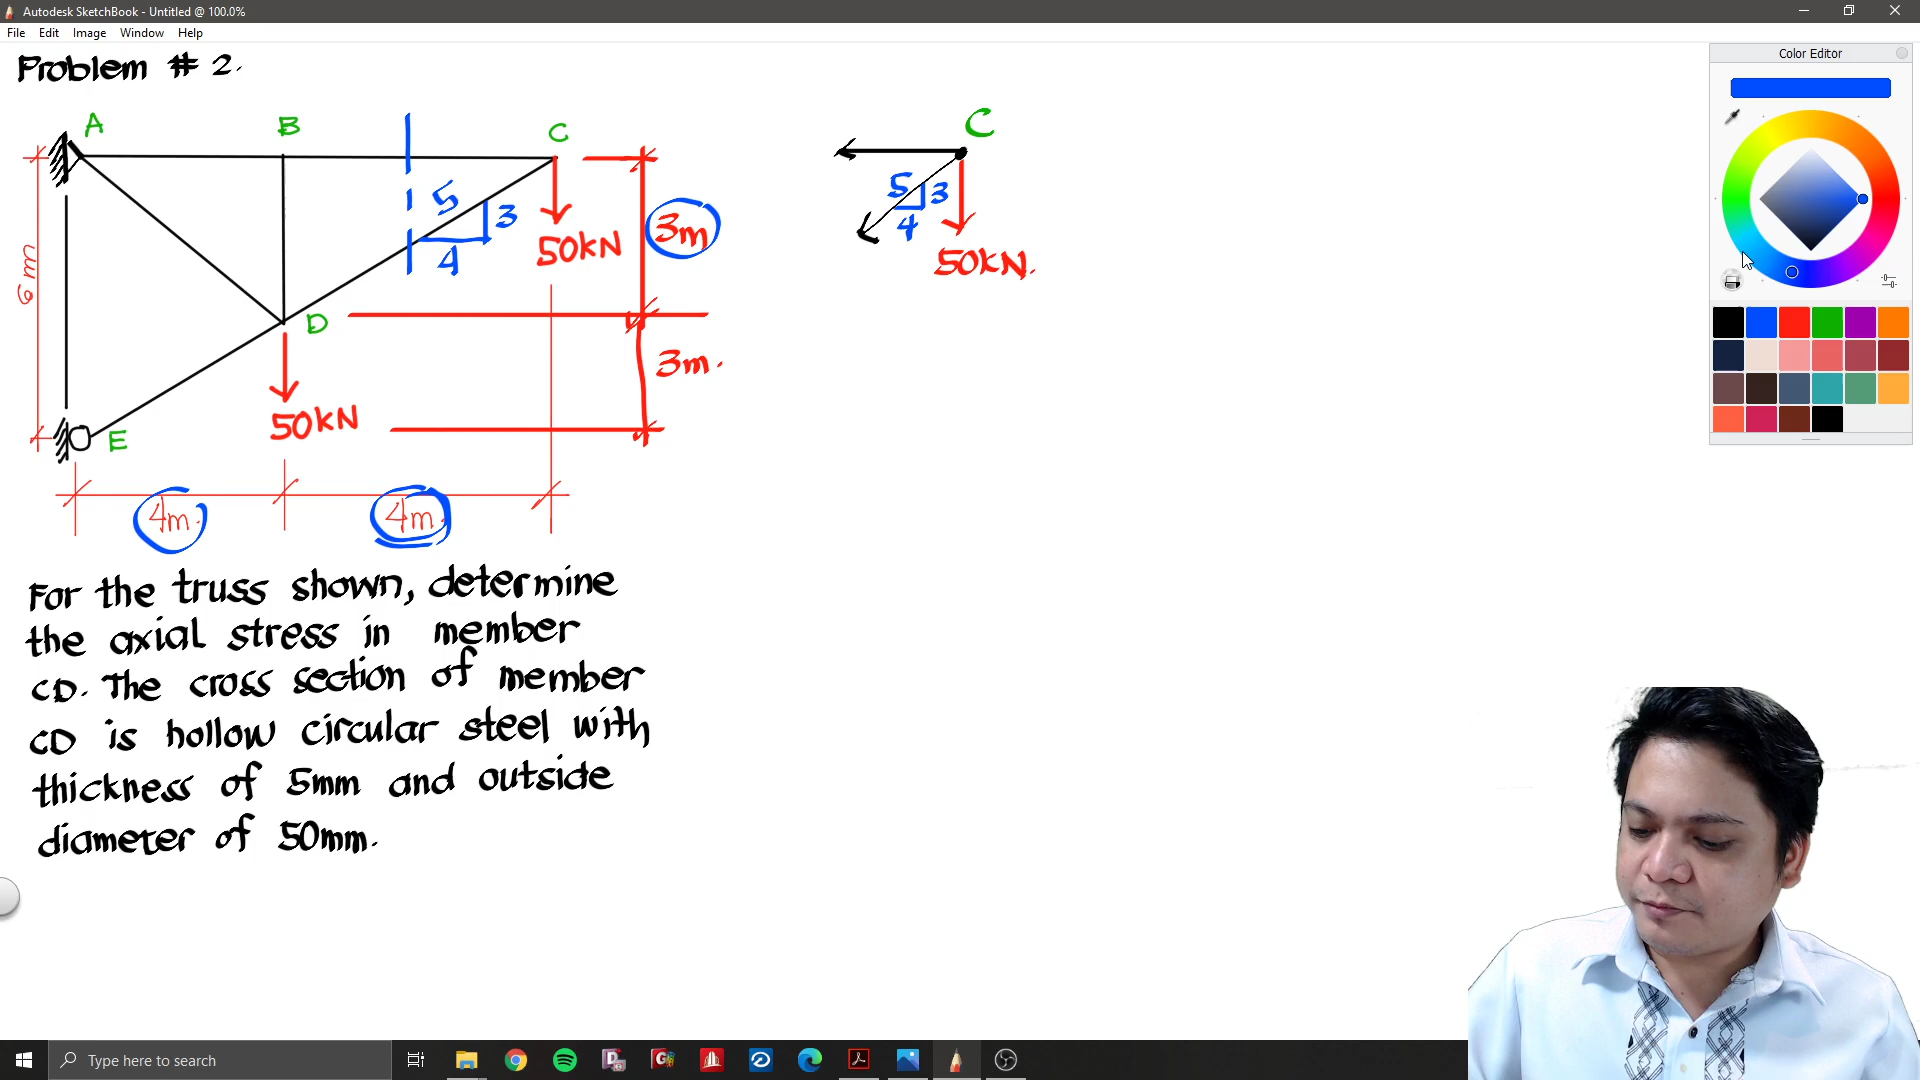 Autodesk SketchBook - Untitled @ 100.0%
File Edit Image Window Help
Problem # 2.
A
B
C
5
3
4
50kN
3m
6m
D
3m.
50kN
E
4m.
4m.
C
5
3
4
50kN.
For the truss shown, determine
the axial stress in member
CD. The cross section of member
CD is hollow circular steel with
thickness of 5mm and outside
diameter of 50mm.
Color Editor
Type here to search